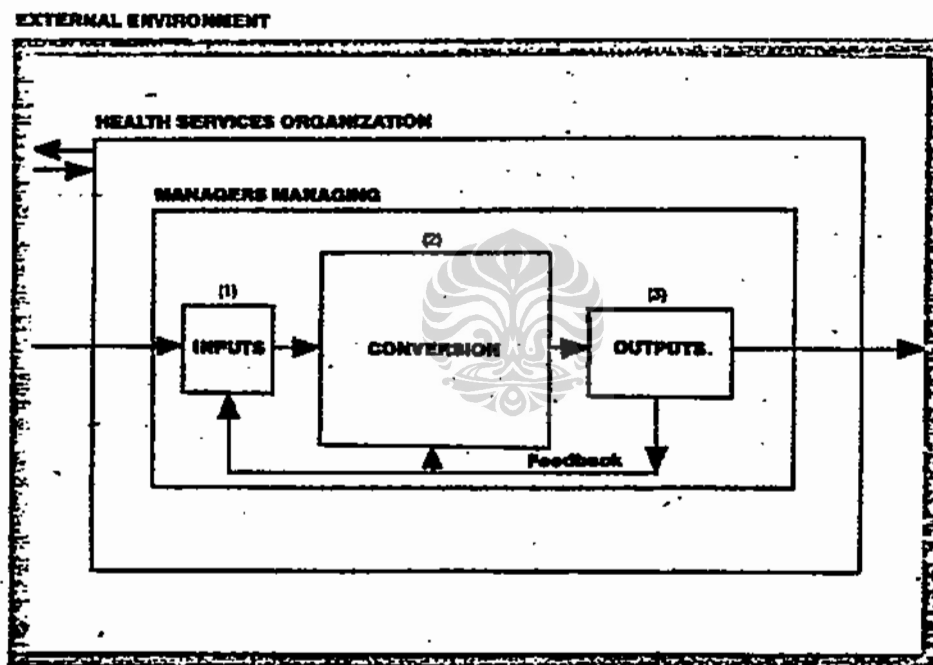 EXTERNAL ENVIRONMENT
HEALTH SERVICES ORGANIZATION
MANAGERS MANAGING
(1)
(2)
(3)
INPUTS
CONVERSION
OUTPUTS.
Feedback